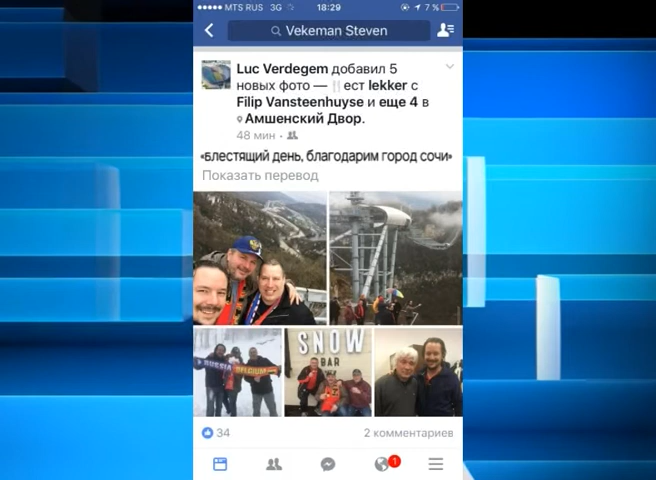 MTS RUS 3G 18:29 7 %
Vekeman Steven
Luc Verdegem добавил 5
новых фото — ест lekker с
Filip Vansteenhuyse и еще 4 в
Амшенский Двор.
48 мин
«блестящий день, благодарим город сочи»
Показать перевод
RUSSIA BELGIUM
SNOW
BAR
34 2 комментариев
1